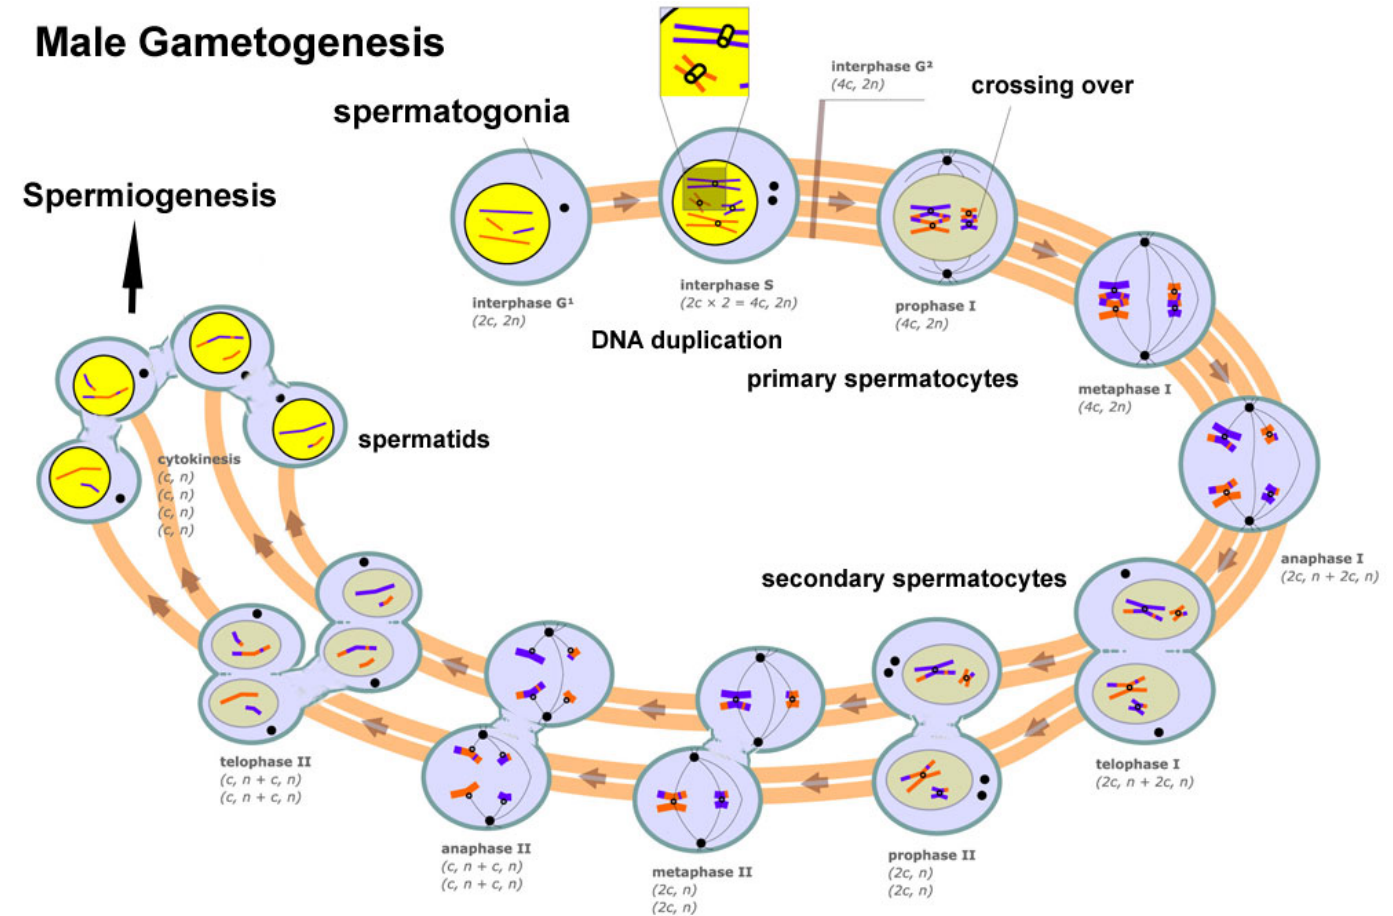 Male Gametogenesis
spermatogonia
interphase G²
(4c, 2n)
crossing over
Spermiogenesis
interphase G¹
(2c, 2n)
interphase S
(2c × 2 = 4c, 2n)
prophase I
(4c, 2n)
DNA duplication
primary spermatocytes
metaphase I
(4c, 2n)
spermatids
cytokinesis
(c, n)
(c, n)
(c, n)
(c, n)
anaphase I
(2c, n + 2c, n)
secondary spermatocytes
telophase II
(c, n + c, n)
(c, n + c, n)
telophase I
(2c, n + 2c, n)
anaphase II
(c, n + c, n)
(c, n + c, n)
metaphase II
(2c, n)
(2c, n)
prophase II
(2c, n)
(2c, n)